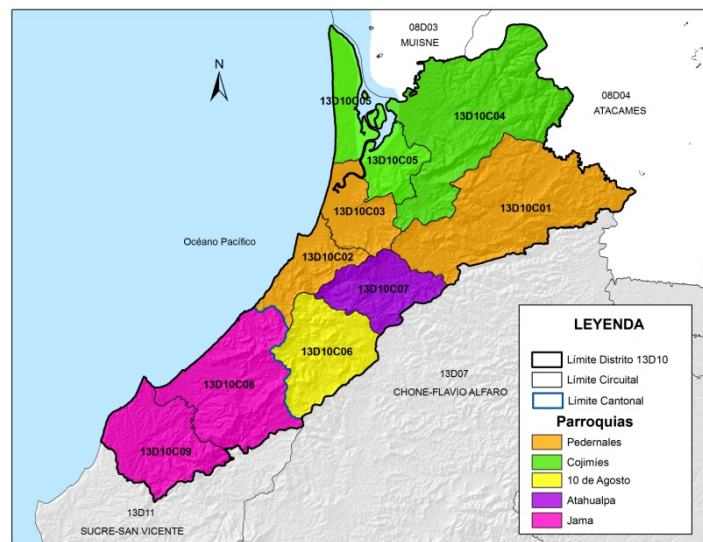 08D03
MUISNE
N
08D04
ATACAMES
13D10C05
13D10C04
13D10C05
13D10C01
13D10C03
Océano Pacífico
13D10C02
13D10C07
13D10C06
13D10C08
13D10C09
13D07
CHONE-FLAVIO ALFARO
13D11
SUCRE-SAN VICENTE
LEYENDA
Límite Distrito 13D10
Límite Circuital
Límite Cantonal
Parroquias
Pedernales
Cojimíes
10 de Agosto
Atahualpa
Jama